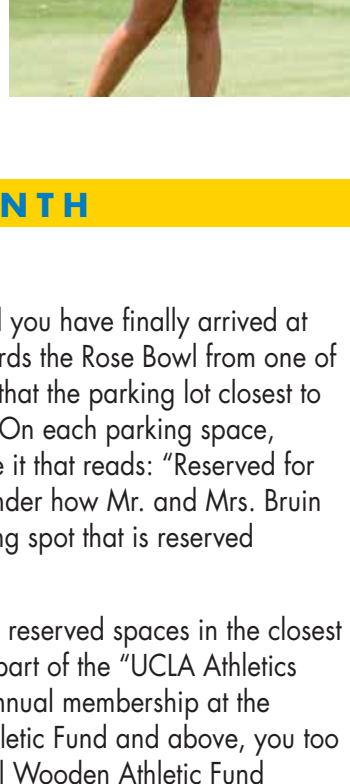 NTH
you have finally arrived at
rds the Rose Bowl from one of
that the parking lot closest to
On each parking space,
it that reads: “Reserved for
nder how Mr. and Mrs. Bruin
ng spot that is reserved
reserved spaces in the closest
part of the “UCLA Athletics
nnual membership at the
letic Fund and above, you too
l Wooden Athletic Fund